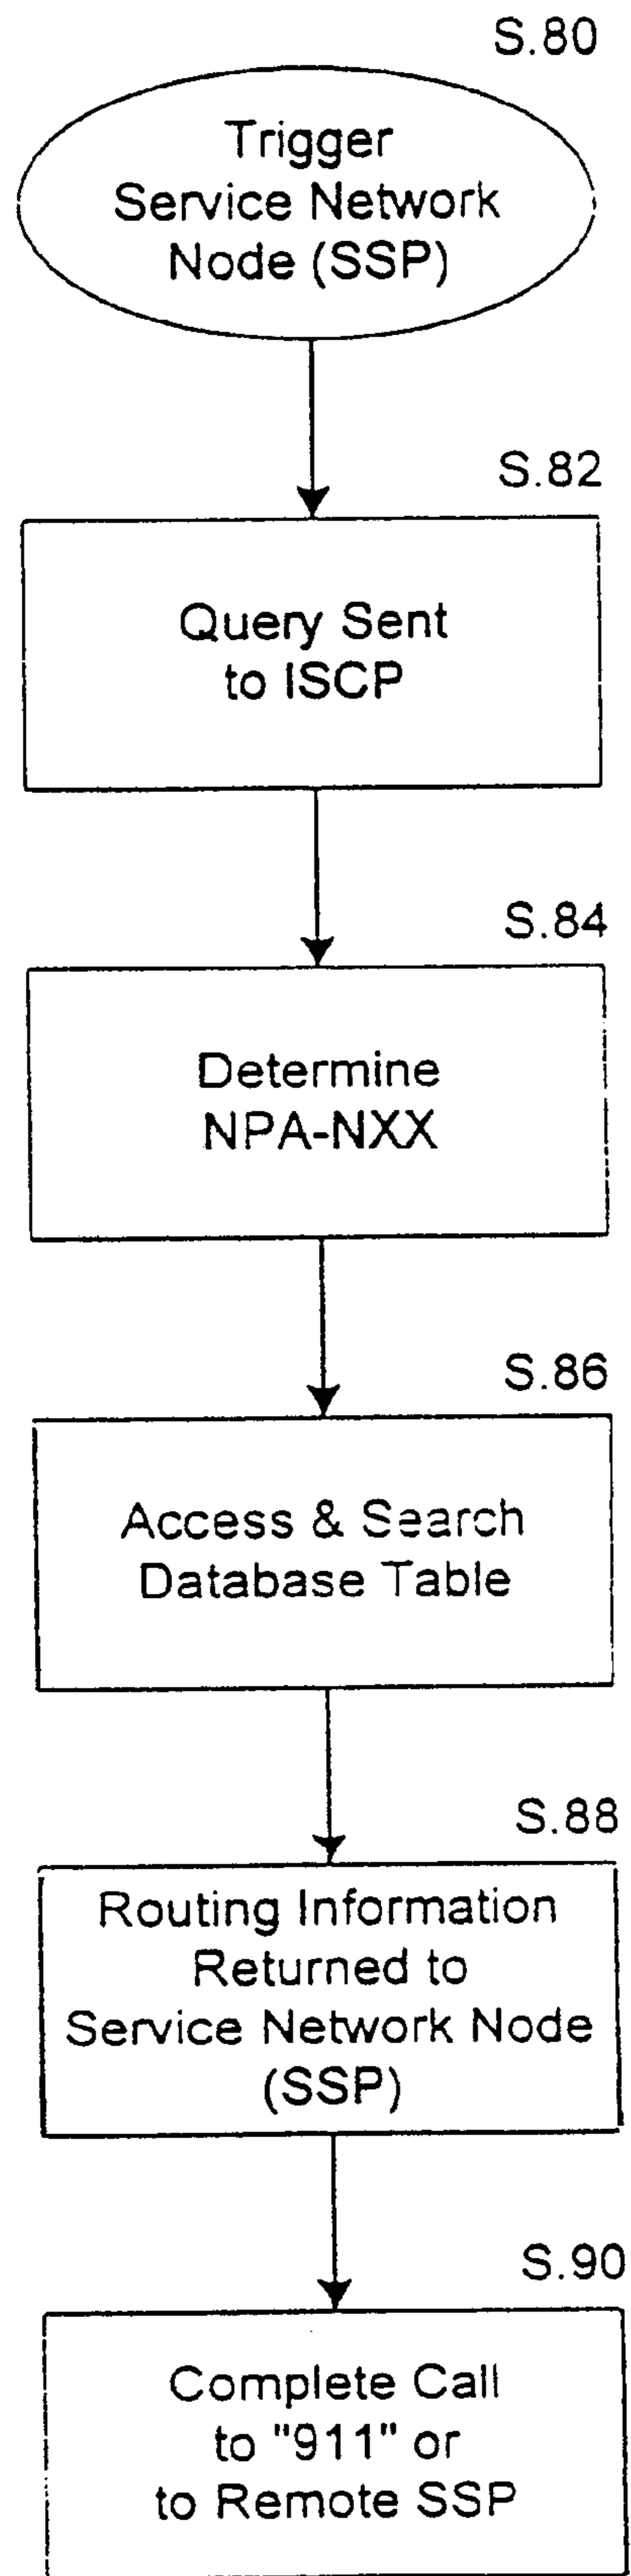 S.80
Trigger
Service Network
Node (SSP)
S.82
Query Sent
to ISCP
S.84
Determine
NPA-NXX
S.86
Access & Search
Database Table
S.88
Routing Information
Returned to
Service Network Node
(SSP)
S.90
Complete Call
to "911" or
to Remote SSP